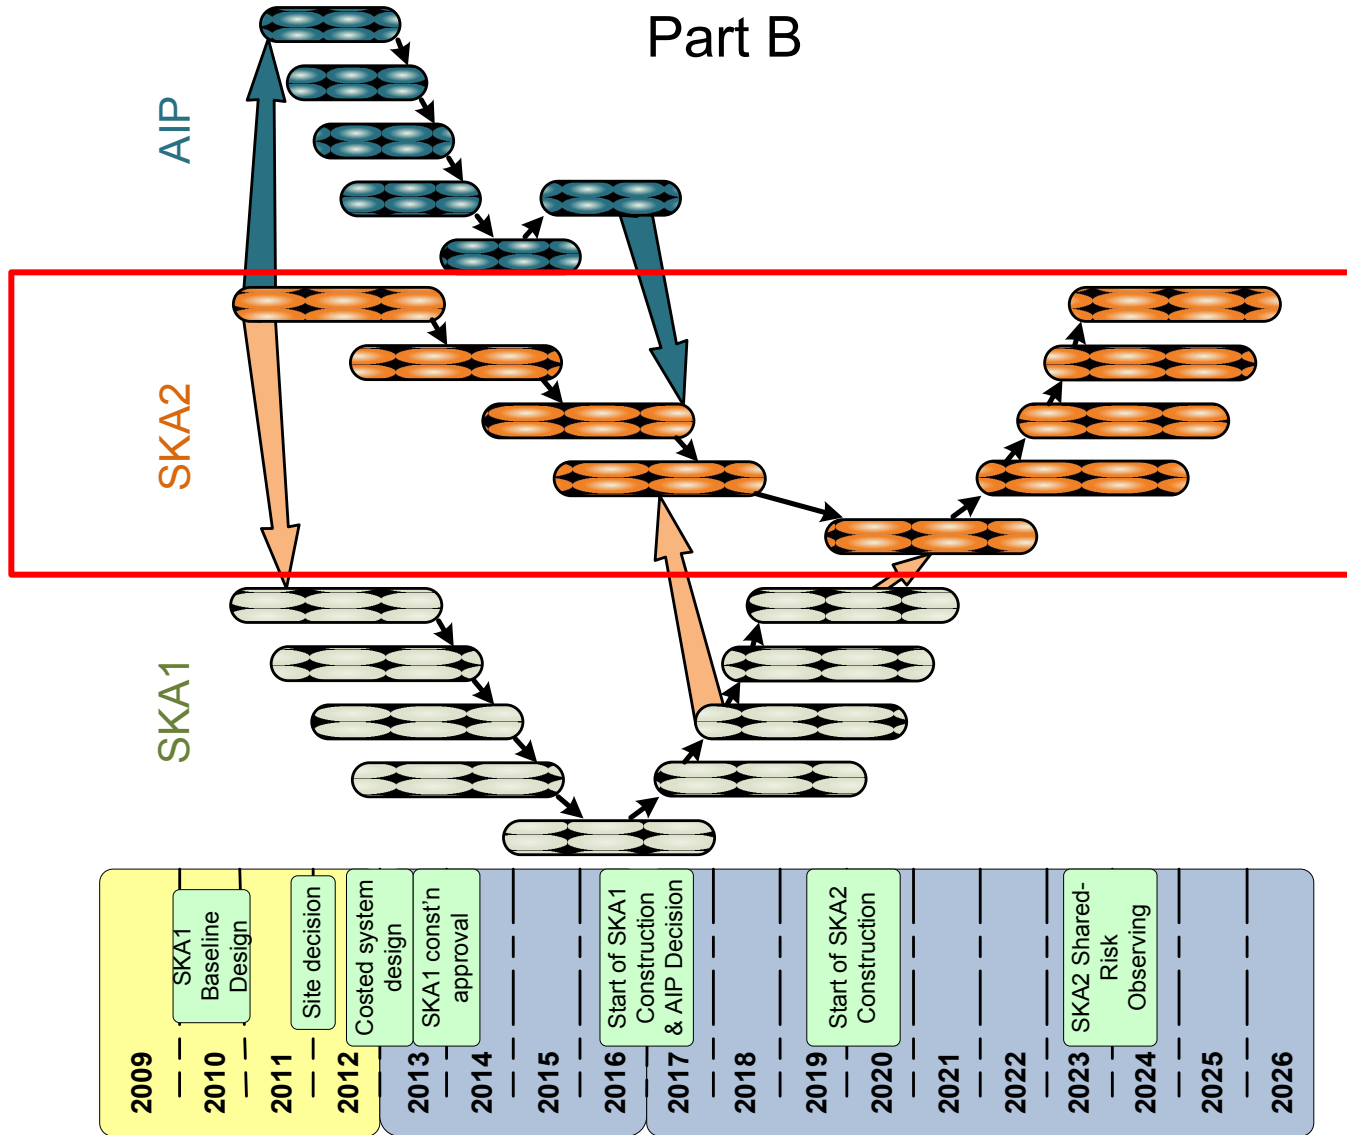 Part B
AIP
SKA2
SKA1
SKA1
Baseline
Design
Site decision
Costed system
design
SKA1 const'n
approval
Start of SKA1
Construction
& AIP Decision
Start of SKA2
Construction
SKA2 Shared-
Risk
Observing
2009
2010
2011
2012
2013
2014
2015
2016
2017
2018
2019
2020
2021
2022
2023
2024
2025
2026